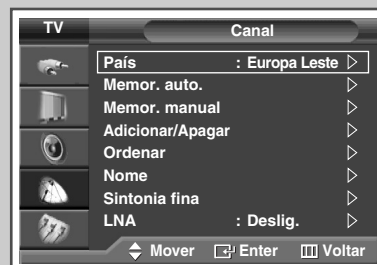 TV
Canal
País : Europa Leste
Memor. auto.
Memor. manual
Adicionar/Apagar
Ordenar
Nome
Sintonia fina
LNA : Deslig.
Mover Enter Voltar